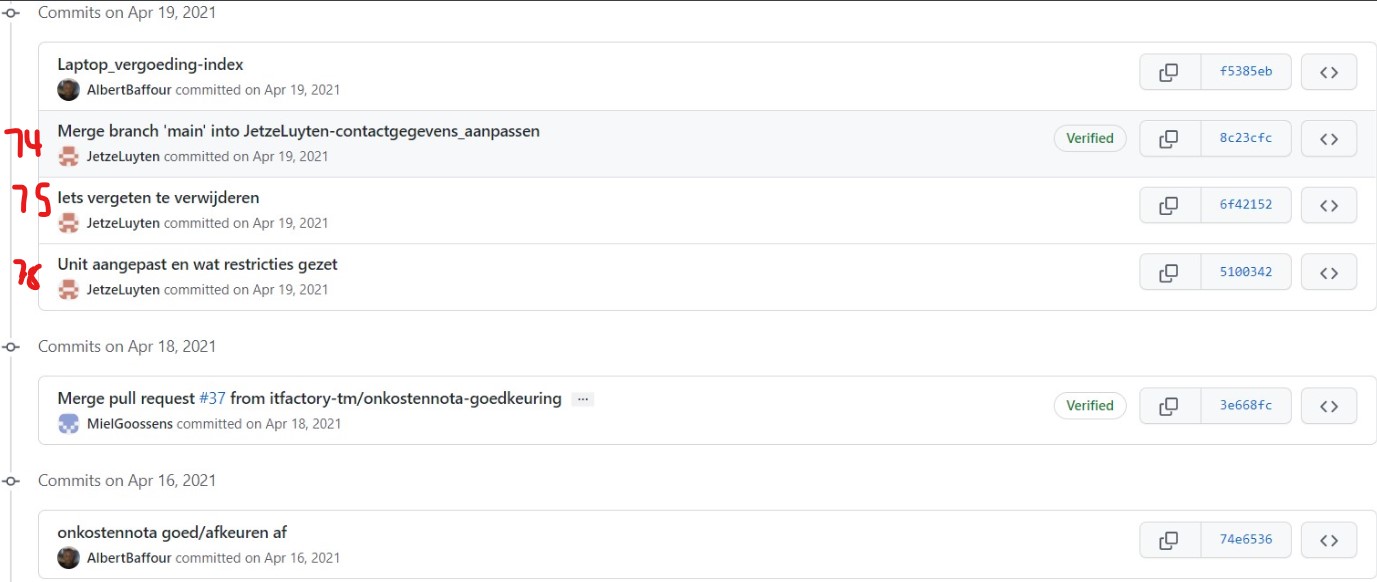 Commits on Apr 19, 2021
Laptop_vergoeding-index
AlbertBaffour committed on Apr 19, 2021
f5385eb
74
Merge branch 'main' into JetzeLuyten-contactgegevens_aanpassen
JetzeLuyten committed on Apr 19, 2021
Verified
8c23cfc
75
Iets vergeten te verwijderen
JetzeLuyten committed on Apr 19, 2021
6f42152
Unit aangepast en wat restricties gezet
JetzeLuyten committed on Apr 19, 2021
5100342
Commits on Apr 18, 2021
Merge pull request #37 from itfactory-tm/onkostennota-goedkeuring ...
MielGoossens committed on Apr 18, 2021
Verified
3e668fc
Commits on Apr 16, 2021
onkostennota goed/afkeuren af
AlbertBaffour committed on Apr 16, 2021
74e6536